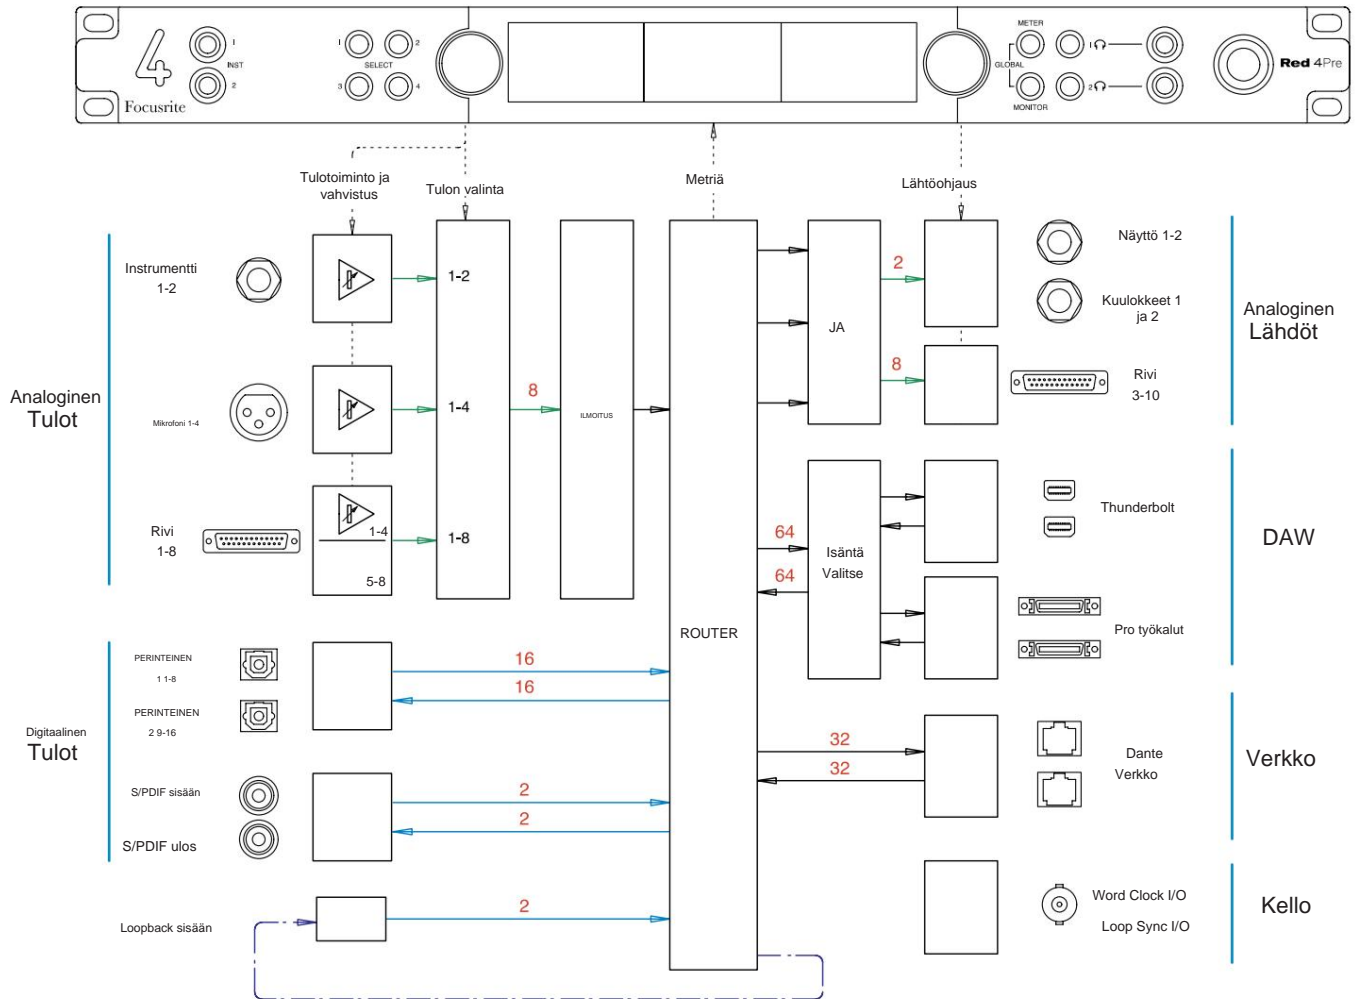 4
Focusrite
1
INST
2
1
2
SELECT
3
4
METER
GLOBAL
MONITOR
1
2
Red 4Pre
Tulotoiminto ja
vahvistus
Tulon valinta
Metriä
Lähtöohjaus
Analoginen
Tulot
Instrumentti
1-2
Mikrofoni 1-4
Rivi
1-8
1-4
5-8
1-2
1-4
1-8
8
ILMOITUS
ROUTER
JA
2
8
Näyttö 1-2
Kuulokkeet 1
ja 2
Rivi
3-10
Analoginen
Lähdöt
64
64
Isäntä
Valitse
Thunderbolt
Pro työkalut
DAW
Digitaalinen
Tulot
PERINTEINEN
1 1-8
PERINTEINEN
2 9-16
16
16
S/PDIF sisään
S/PDIF ulos
2
2
32
32
Dante
Verkko
Verkko
Loopback sisään
2
Word Clock I/O
Loop Sync I/O
Kello